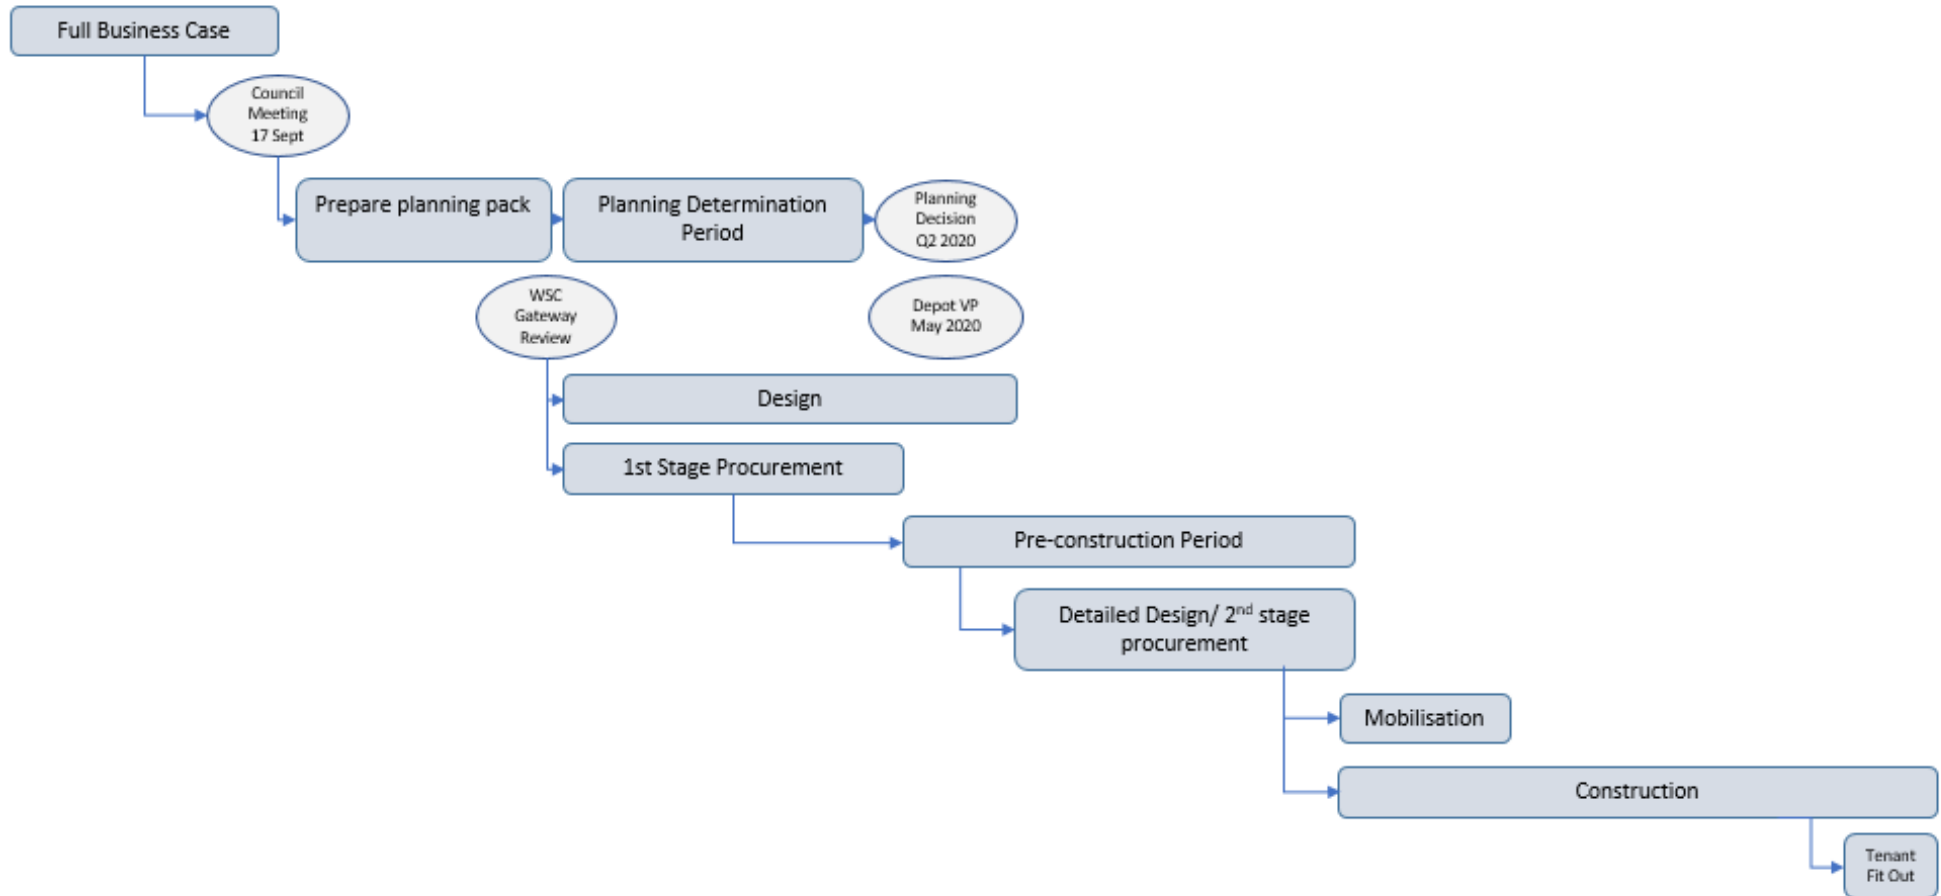 Full Business Case
Council
Meeting
17 Sept
Prepare planning pack
Planning Determination
Period
Planning
Decision
Q2 2020
WSC
Gateway
Review
Depot VP
May 2020
Design
1st Stage Procurement
Pre-construction Period
Detailed Design/ 2nd stage
procurement
Mobilisation
Construction
Tenant
Fit Out